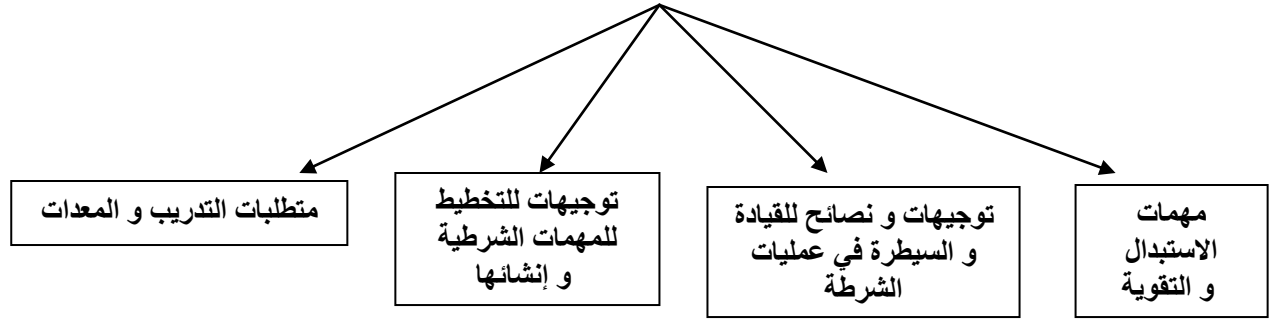 مهمات
الاستبدال
و التقوية
توجيهات و نصائح للقيادة
و السيطرة في عمليات
الشرطة
توجيهات للتخطيط
للمهمات الشرطية
و إنشائها
متطلبات التدريب و المعدات